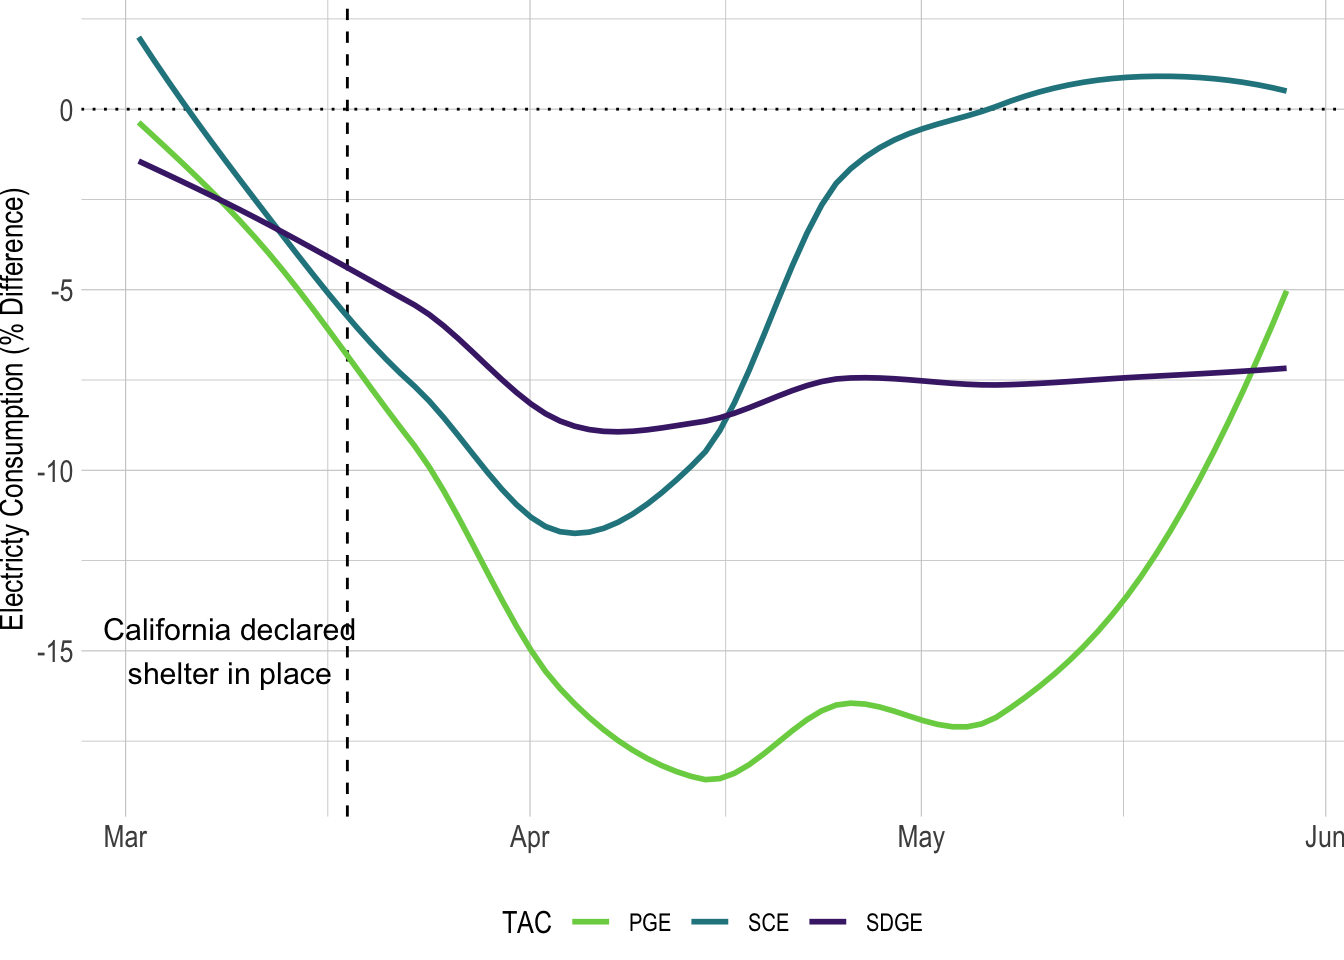 Electricty Consumption (% Difference)
0
-5
-10
-15
California declared
shelter in place
Mar
Apr
May
Jun
TAC
PGE
SCE
SDGE